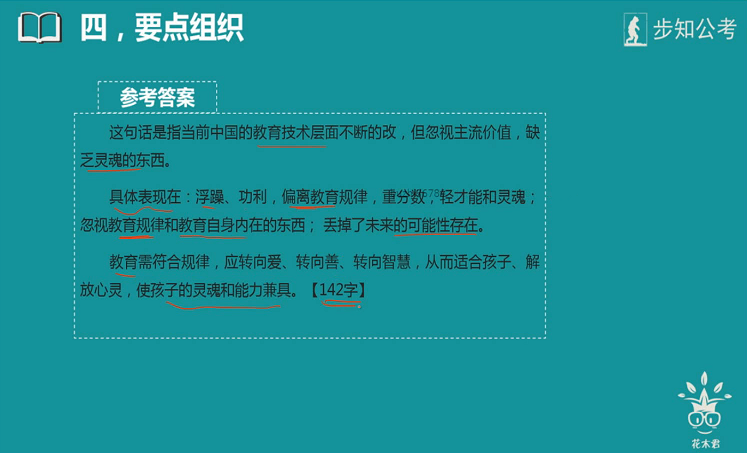 四，要点组织
步知公考
参考答案
这句话是指当前中国的教育技术层面不断的改，但忽视主流价值，缺
乏灵魂的东西。
具体表现在：浮躁、功利，偏离教育规律，重分数，轻才能和灵魂；
忽视教育规律和教育自身内在的东西； 丢掉了未来的可能性存在。
教育需符合规律，应转向爱、转向善、转向智慧，从而适合孩子、解
放心灵，使孩子的灵魂和能力兼具。【142字】
花木君